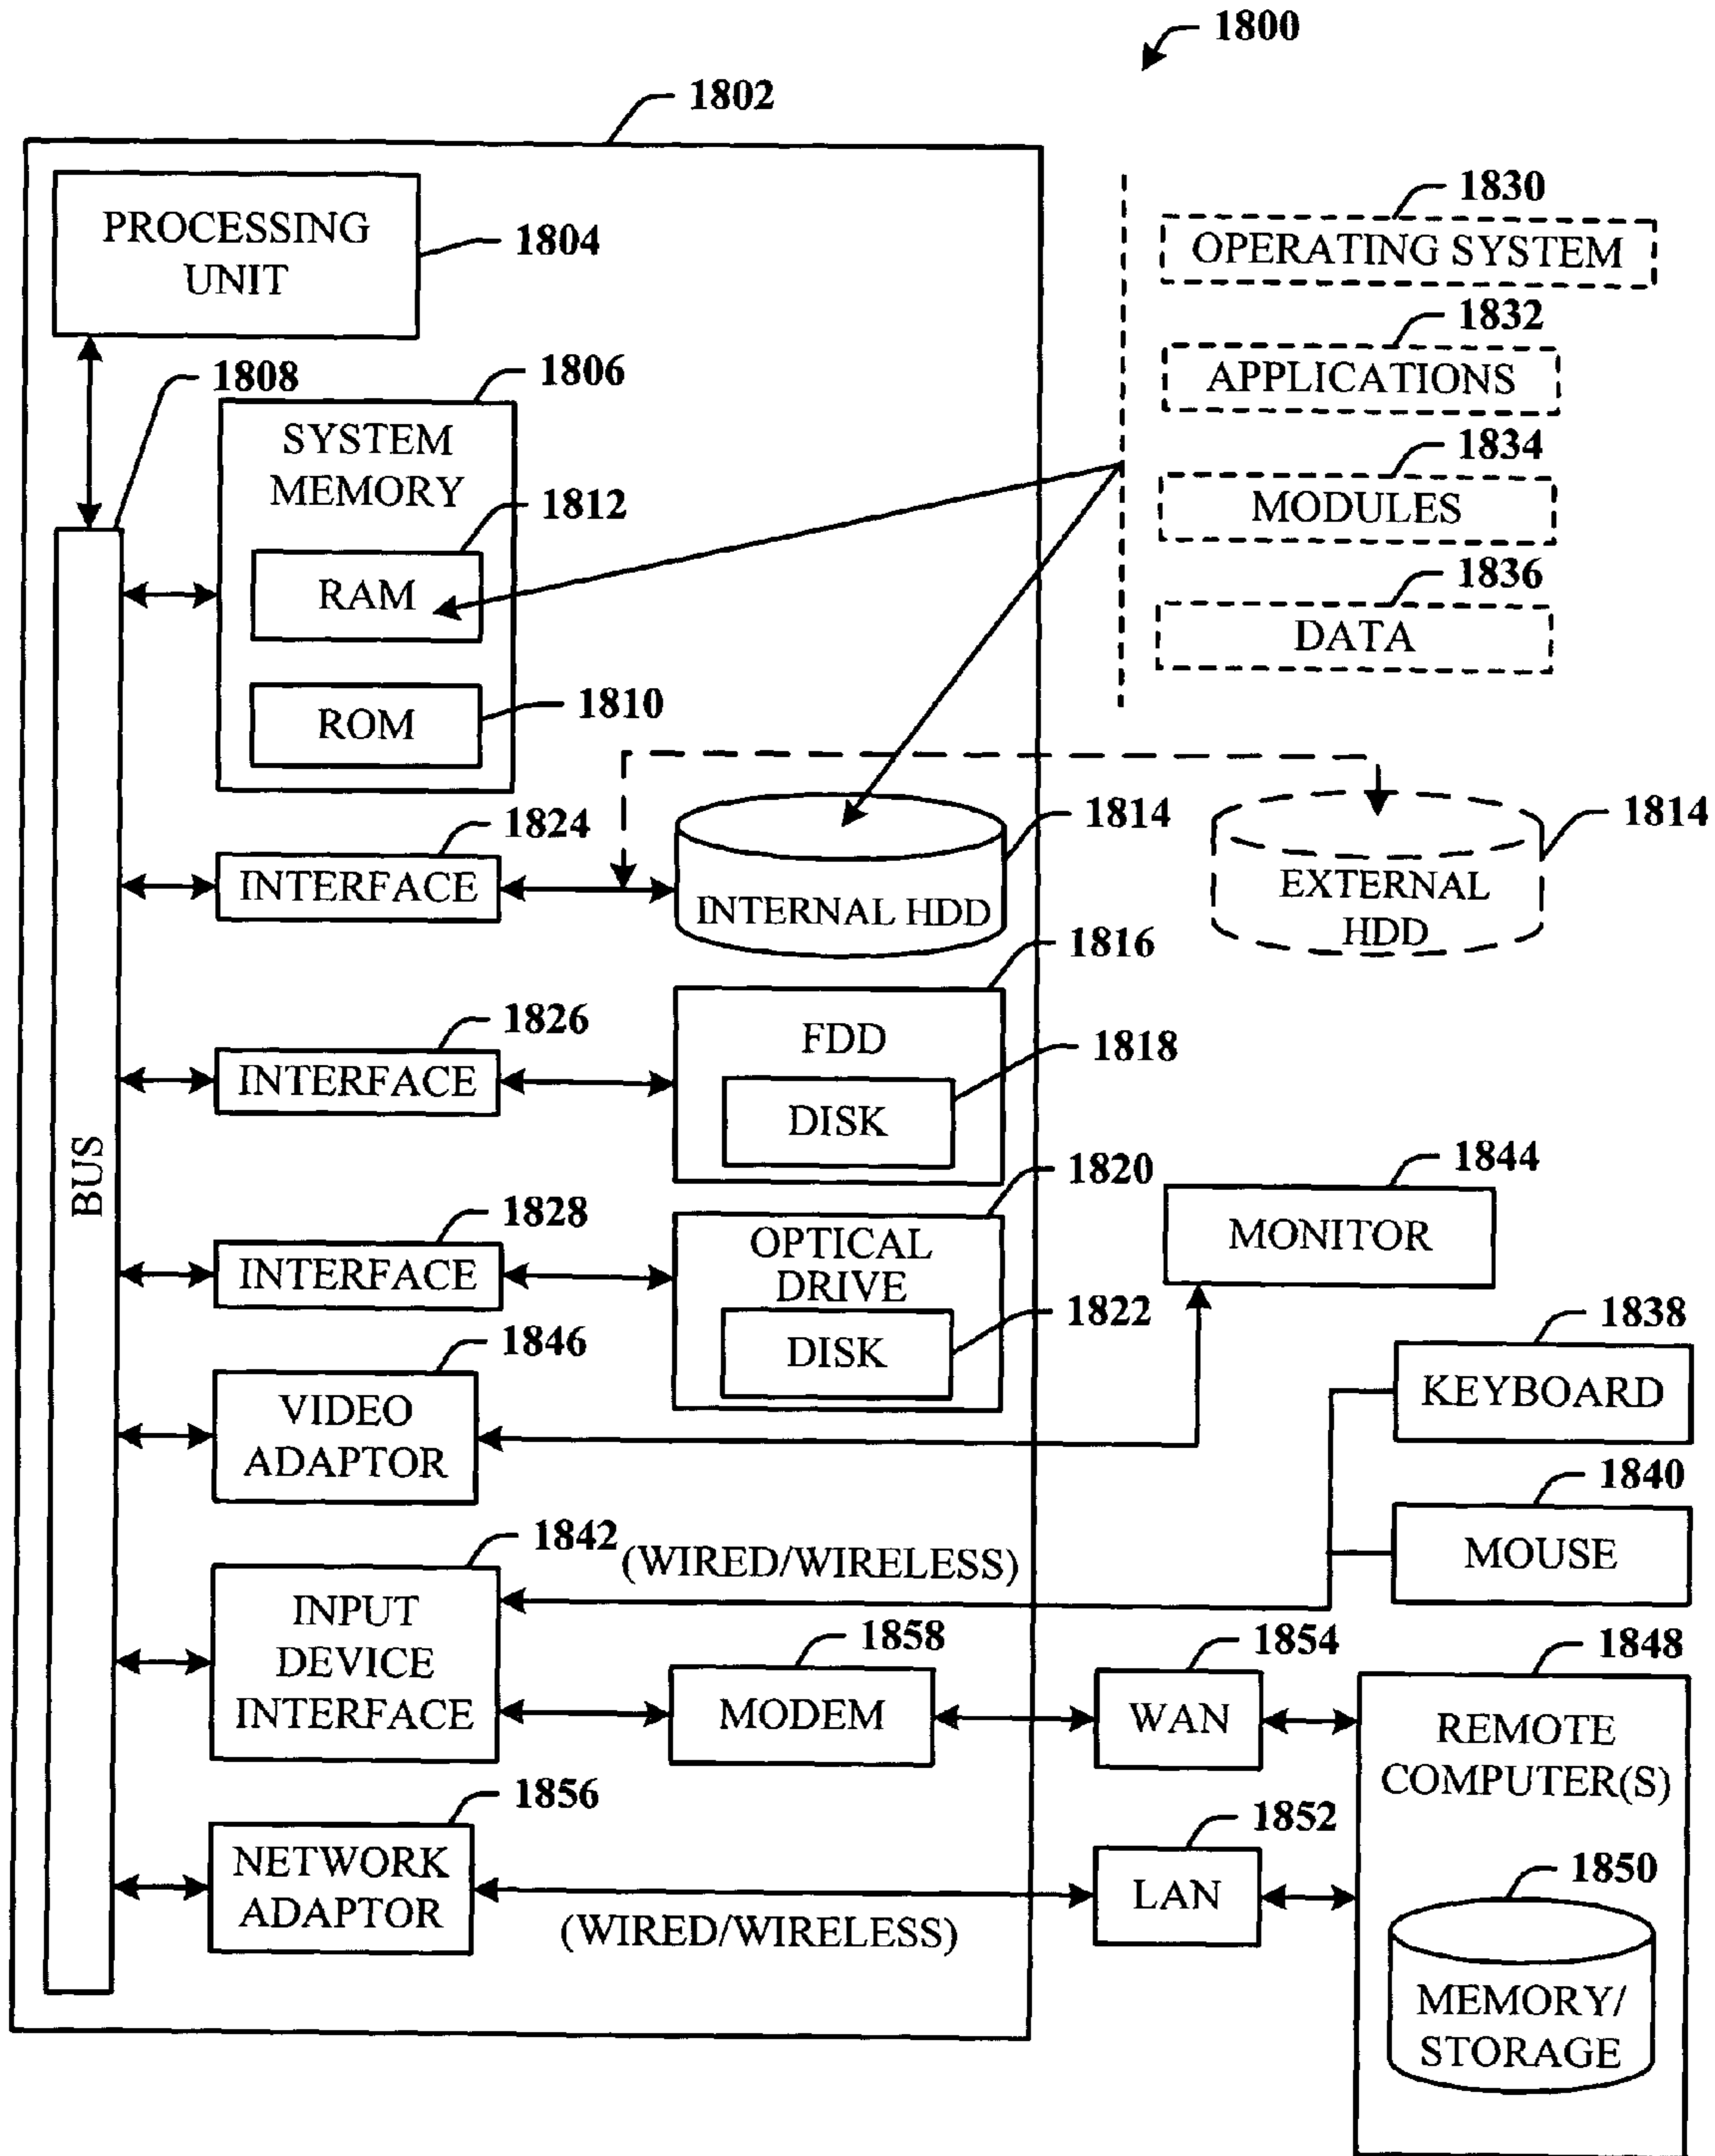 1800
1802
PROCESSING
UNIT
1804
1830
OPERATING SYSTEM
1832
APPLICATIONS
1834
MODULES
1836
DATA
1808
1806
SYSTEM
MEMORY
1812
RAM
1810
ROM
1824
INTERFACE
1814
INTERNAL HDD
1814
EXTERNAL
HDD
1816
FDD
1818
DISK
1826
INTERFACE
BUS
1820
OPTICAL
DRIVE
1822
DISK
1828
INTERFACE
1844
MONITOR
1846
VIDEO
ADAPTOR
1838
KEYBOARD
1840
MOUSE
1842
(WIRED/WIRELESS)
INPUT
DEVICE
INTERFACE
1858
MODEM
1854
WAN
1848
REMOTE
COMPUTER(S)
1856
NETWORK
ADAPTOR
(WIRED/WIRELESS)
1852
LAN
1850
MEMORY/
STORAGE